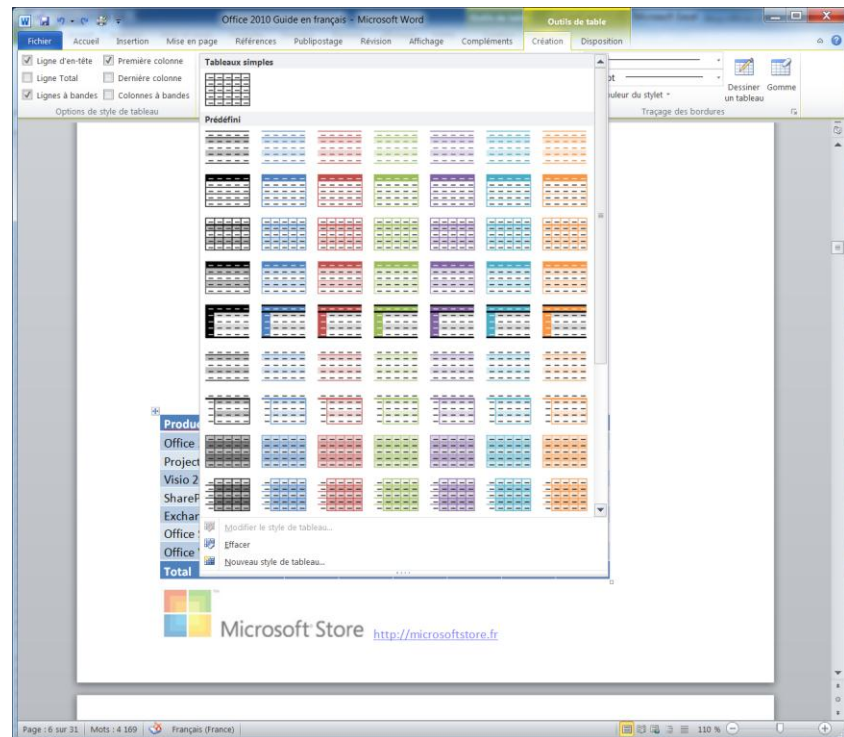 Office 2010 Guide en français - Microsoft Word
Outils de table
Fichier Accueil Insertion Mise en page Références Publipostage Révision Affichage Compléments Création Disposition
Ligne d'en-tête Première colonne
Ligne Total Dernière colonne
Lignes à bandes Colonnes à bandes
Options de style de tableau
Tableaux simples
Prédéfini
Modifier le style de tableau...
Effacer
Nouveau style de tableau...
du stylet
Dessiner un tableau
Gomme
Traçage des bordures
Office
Visio 2
Total
Microsoft Store http://microsoftstore.fr
Page : 6 sur 31 Mots : 4 169 Français (France) 110 %